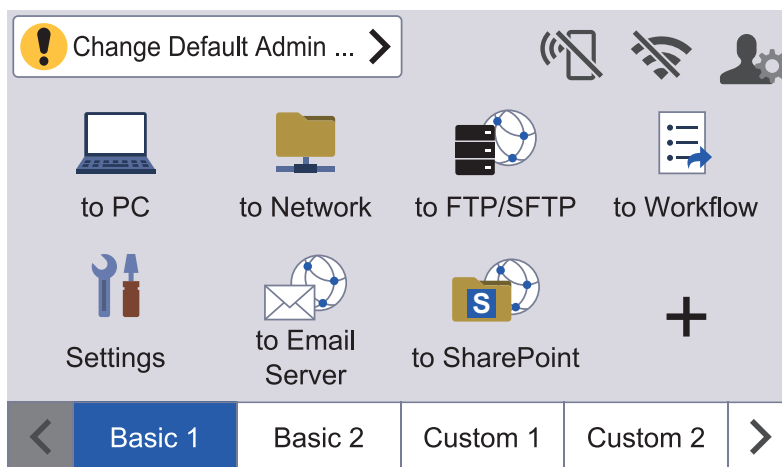 Change Default Admin ...
to PC
to Network
to FTP/SFTP
to Workflow
Settings
to Email
Server
S
to SharePoint
Basic 1
Basic 2
Custom 1
Custom 2